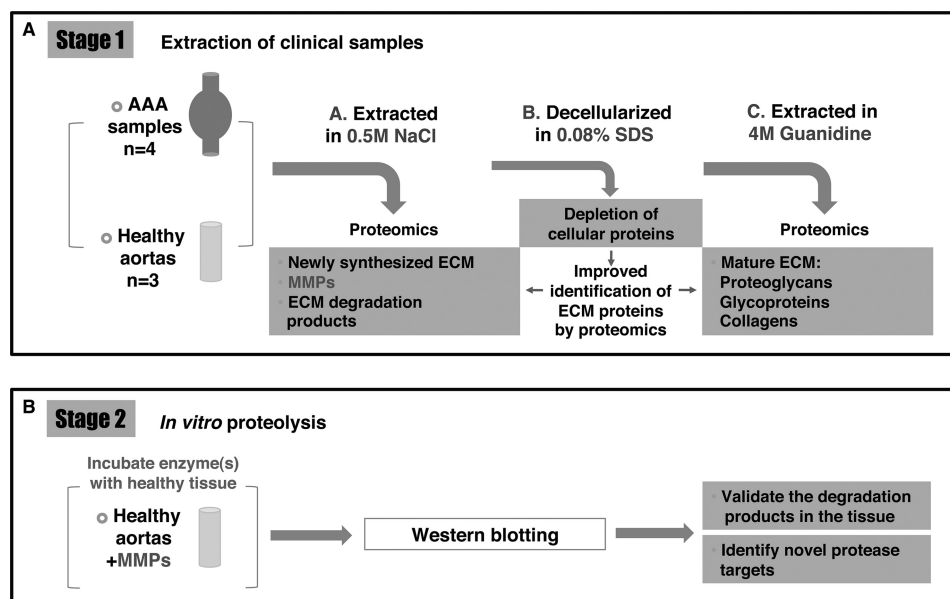 A
Stage 1
Extraction of clinical samples
AAA
samples
n=4
Healthy
aortas
n=3
A. Extracted
in 0.5M NaCl
Proteomics
Newly synthesized ECM
MMPs
ECM degradation
products
B. Decellularized
in 0.08% SDS
Depletion of
cellular proteins
Improved
identification of
ECM proteins
by proteomics
C. Extracted in
4M Guanidine
Proteomics
Mature ECM:
Proteoglycans
Glycoproteins
Collagens
B
Stage 2
In vitro proteolysis
Incubate enzyme(s)
with healthy tissue
Healthy
aortas
+MMPs
Western blotting
Validate the degradation
products in the tissue
Identify novel protease
targets